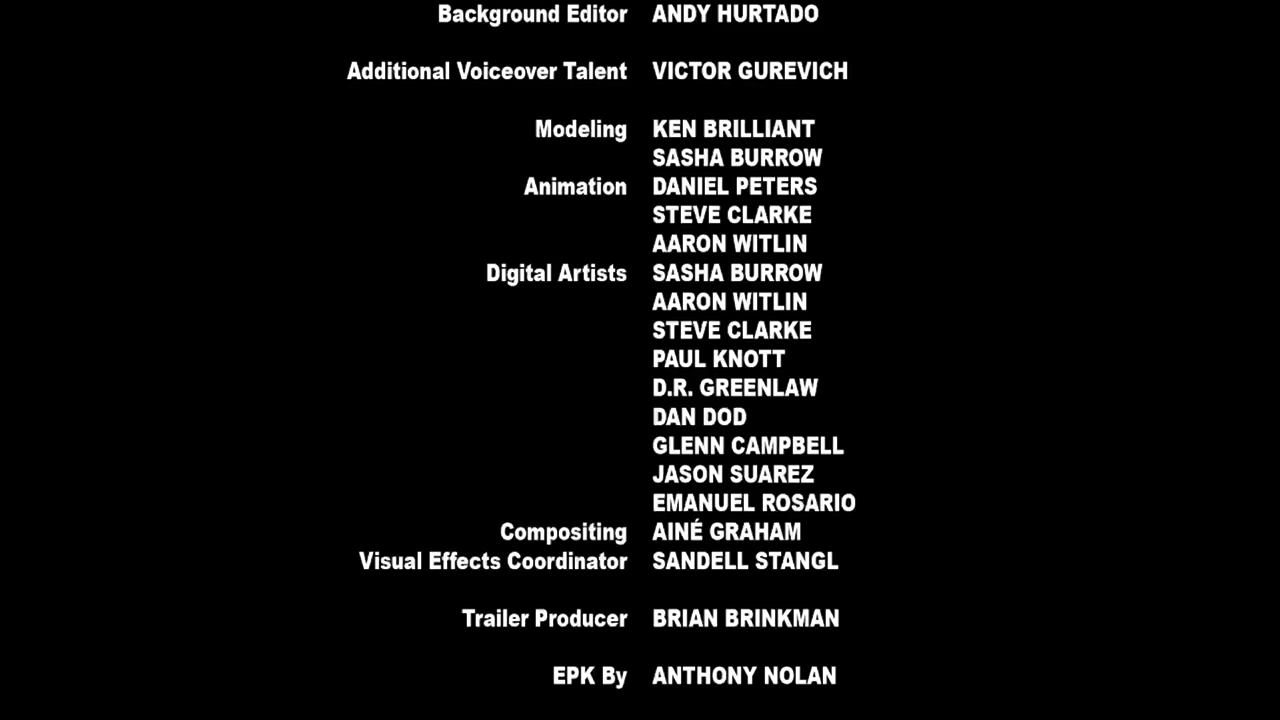 Background Editor ANDY HURTADO
Additional Voiceover Talent VICTOR GUREVICH
Modeling KEN BRILLIANT
SASHA BURROW
Animation DANIEL PETERS
STEVE CLARKE
AARON WITLIN
Digital Artists SASHA BURROW
AARON WITLIN
STEVE CLARKE
PAUL KNOTT
D.R. GREENLAW
DAN DOD
GLENN CAMPBELL
JASON SUAREZ
EMANUEL ROSARIO
Compositing AINÉ GRAHAM
Visual Effects Coordinator SANDELL STANGL
Trailer Producer BRIAN BRINKMAN
EPK By ANTHONY NOLAN